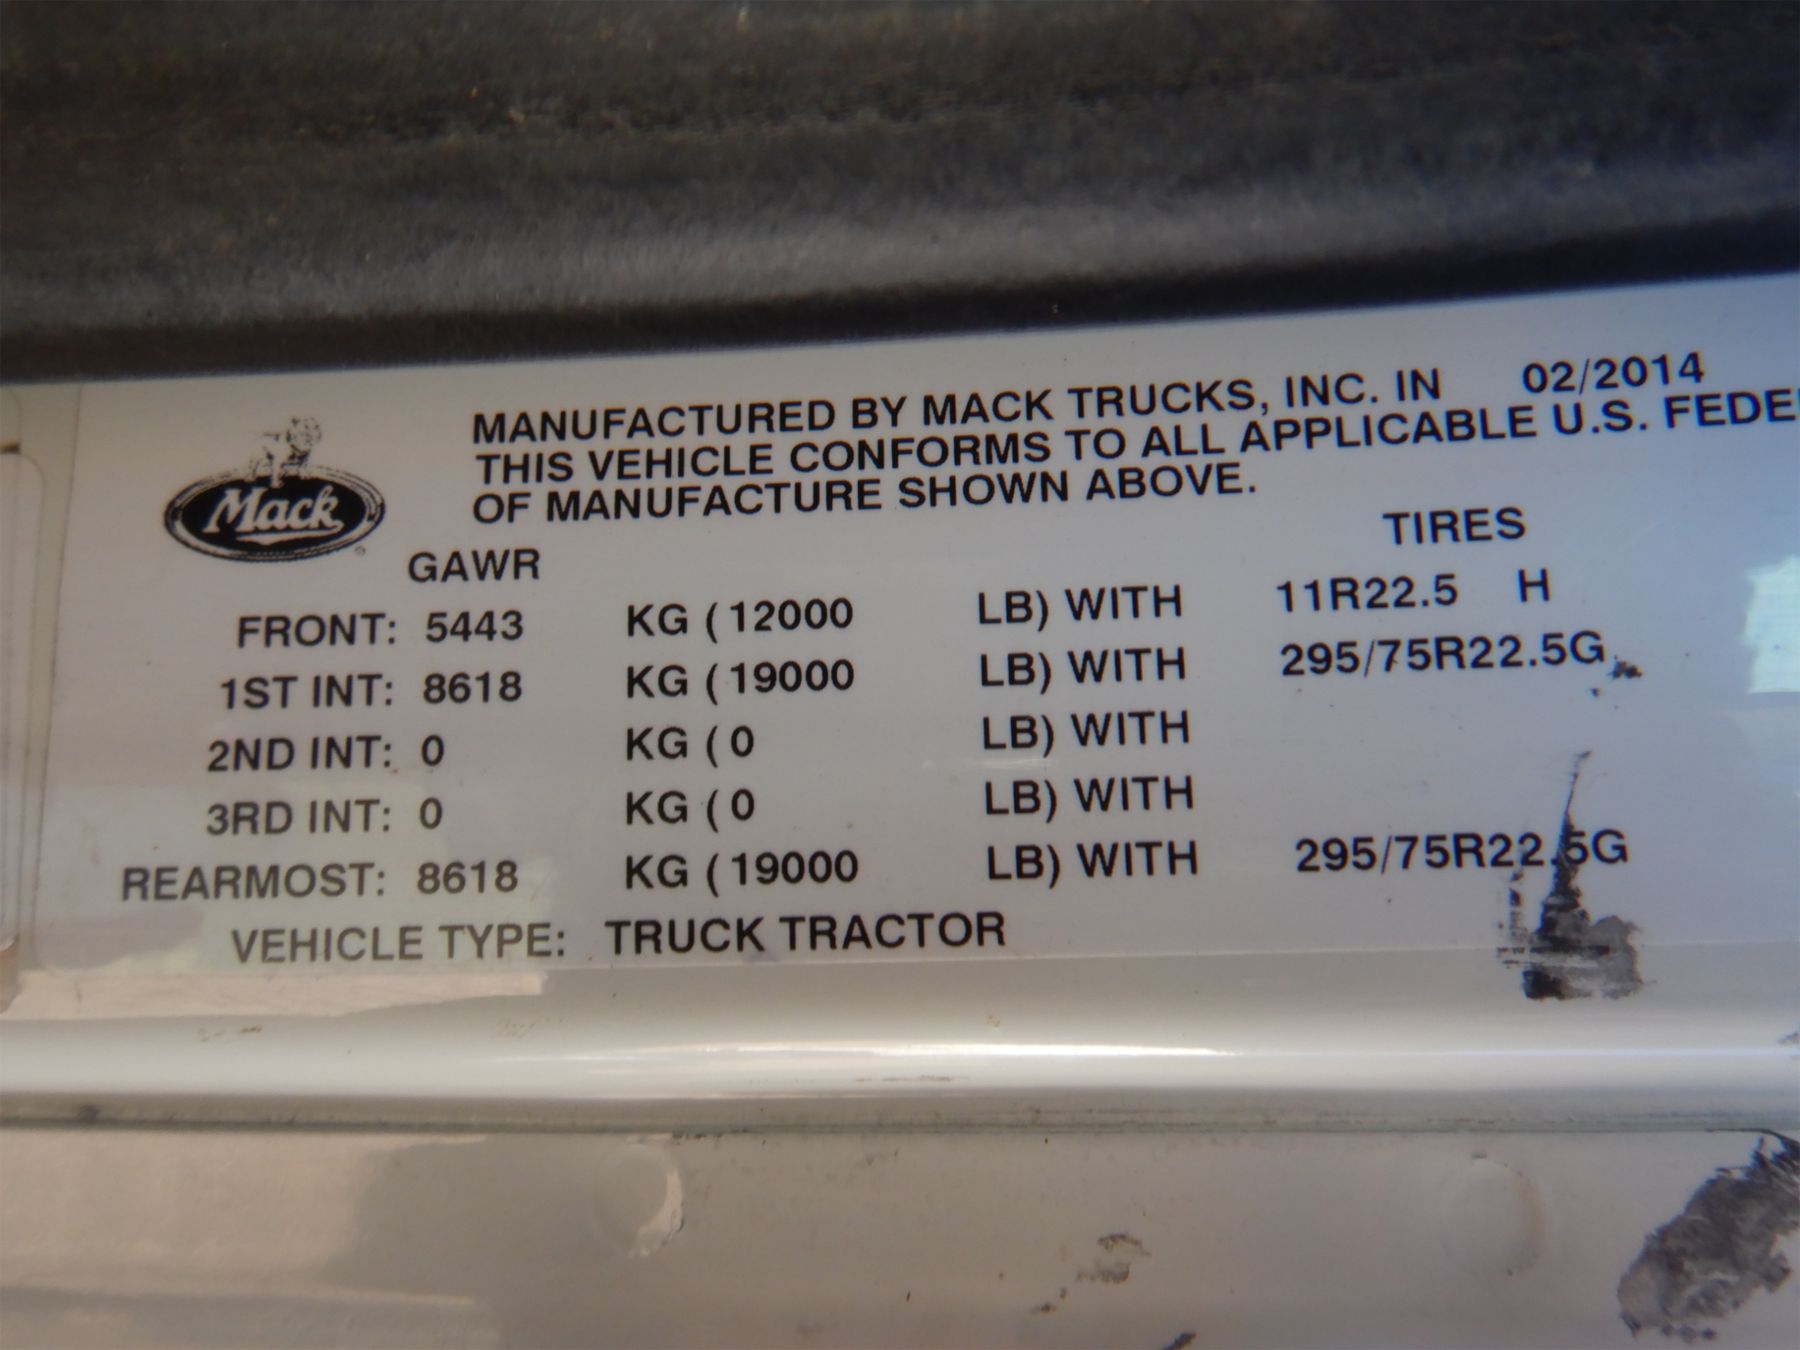 MANUFACTURED BY MACK TRUCKS, INC. IN 02/2014
THIS VEHICLE CONFORMS TO ALL APPLICABLE U.S. FEDE
OF MANUFACTURE SHOWN ABOVE.
Mack
GAWR TIRES
FRONT: 5443 KG (12000 LB) WITH 11R22.5 H
1ST INT: 8618 KG (19000 LB) WITH 295/75R22.5G
2ND INT: 0 KG (0 LB) WITH
3RD INT: 0 KG (0 LB) WITH
REARMOST: 8618 KG (19000 LB) WITH 295/75R22.5G
VEHICLE TYPE: TRUCK TRACTOR